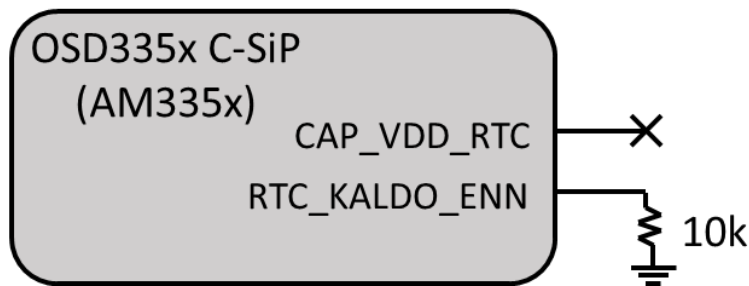 OSD335x C-SiP
(AM335x)
CAP_VDD_RTC
RTC_KALDO_ENN
10k